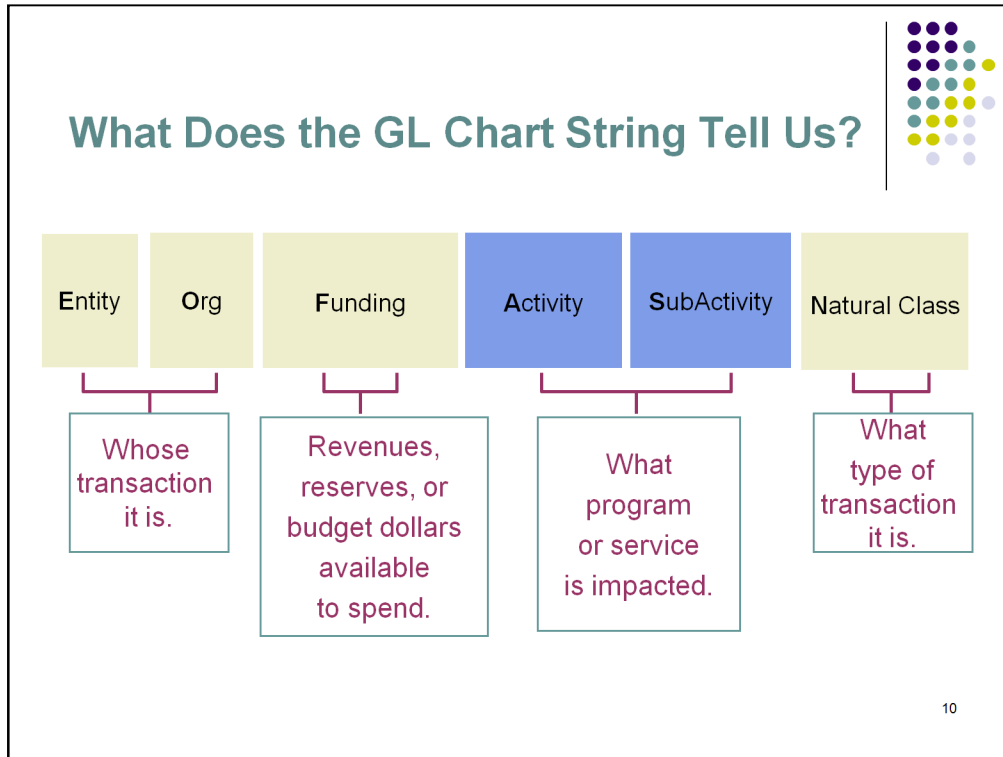 What Does the GL Chart String Tell Us?
Entity
Org
Funding
Activity
SubActivity
Natural Class
Whose
transaction
it is.
Revenues,
reserves, or
budget dollars
available
to spend.
What
program
or service
is impacted.
What
type of
transaction
it is.
10